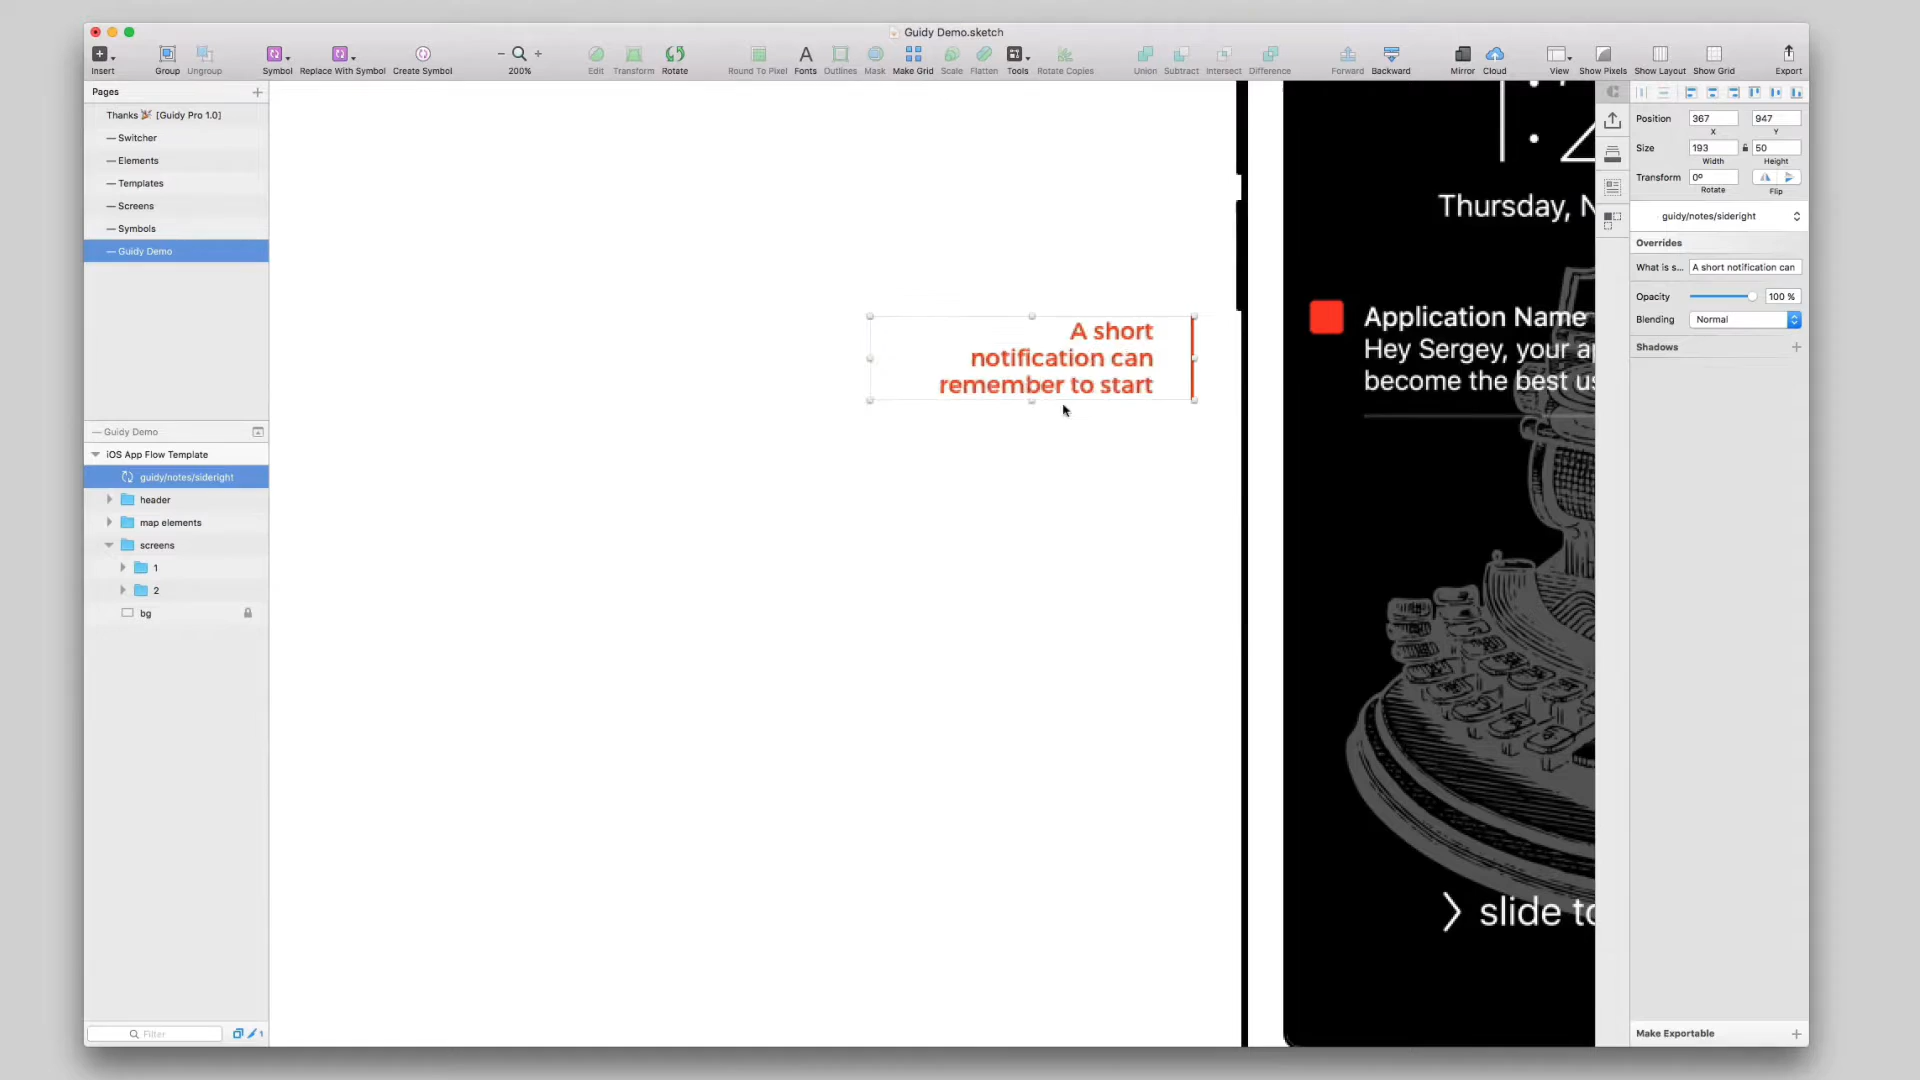 Guidy Demo.sketch
Insert
Group
Ungroup
Symbol
Replace With Symbol
Create Symbol
200%
Edit
Transform
Rotate
Round To Pixel
Fonts
Outlines
Mask
Make Grid
Scale
Flatten
Tools
Rotate Copies
Union
Subtract
Intersect
Difference
Forward
Backward
Mirror
Cloud
View
Show Pixels
Show Layout
Show Grid
Export
Pages
Thanks 🎉 [Guidy Pro 1.0]
— Switcher
— Elements
— Templates
— Screens
— Symbols
— Guidy Demo
— Guidy Demo
iOS App Flow Template
guidy/notes/sideright
header
map elements
screens
1
2
bg
Filter
1
A short
notification can
remember to start
Thursday, N
Application Name
Hey Sergey, your a
become the best us
slide to
Position
367
947
X
Y
Size
193
50
Width
Height
Transform
0º
Rotate
Flip
guidy/notes/sideright
Overrides
What is s...
A short notification can
Opacity
100 %
Blending
Normal
Shadows
Make Exportable